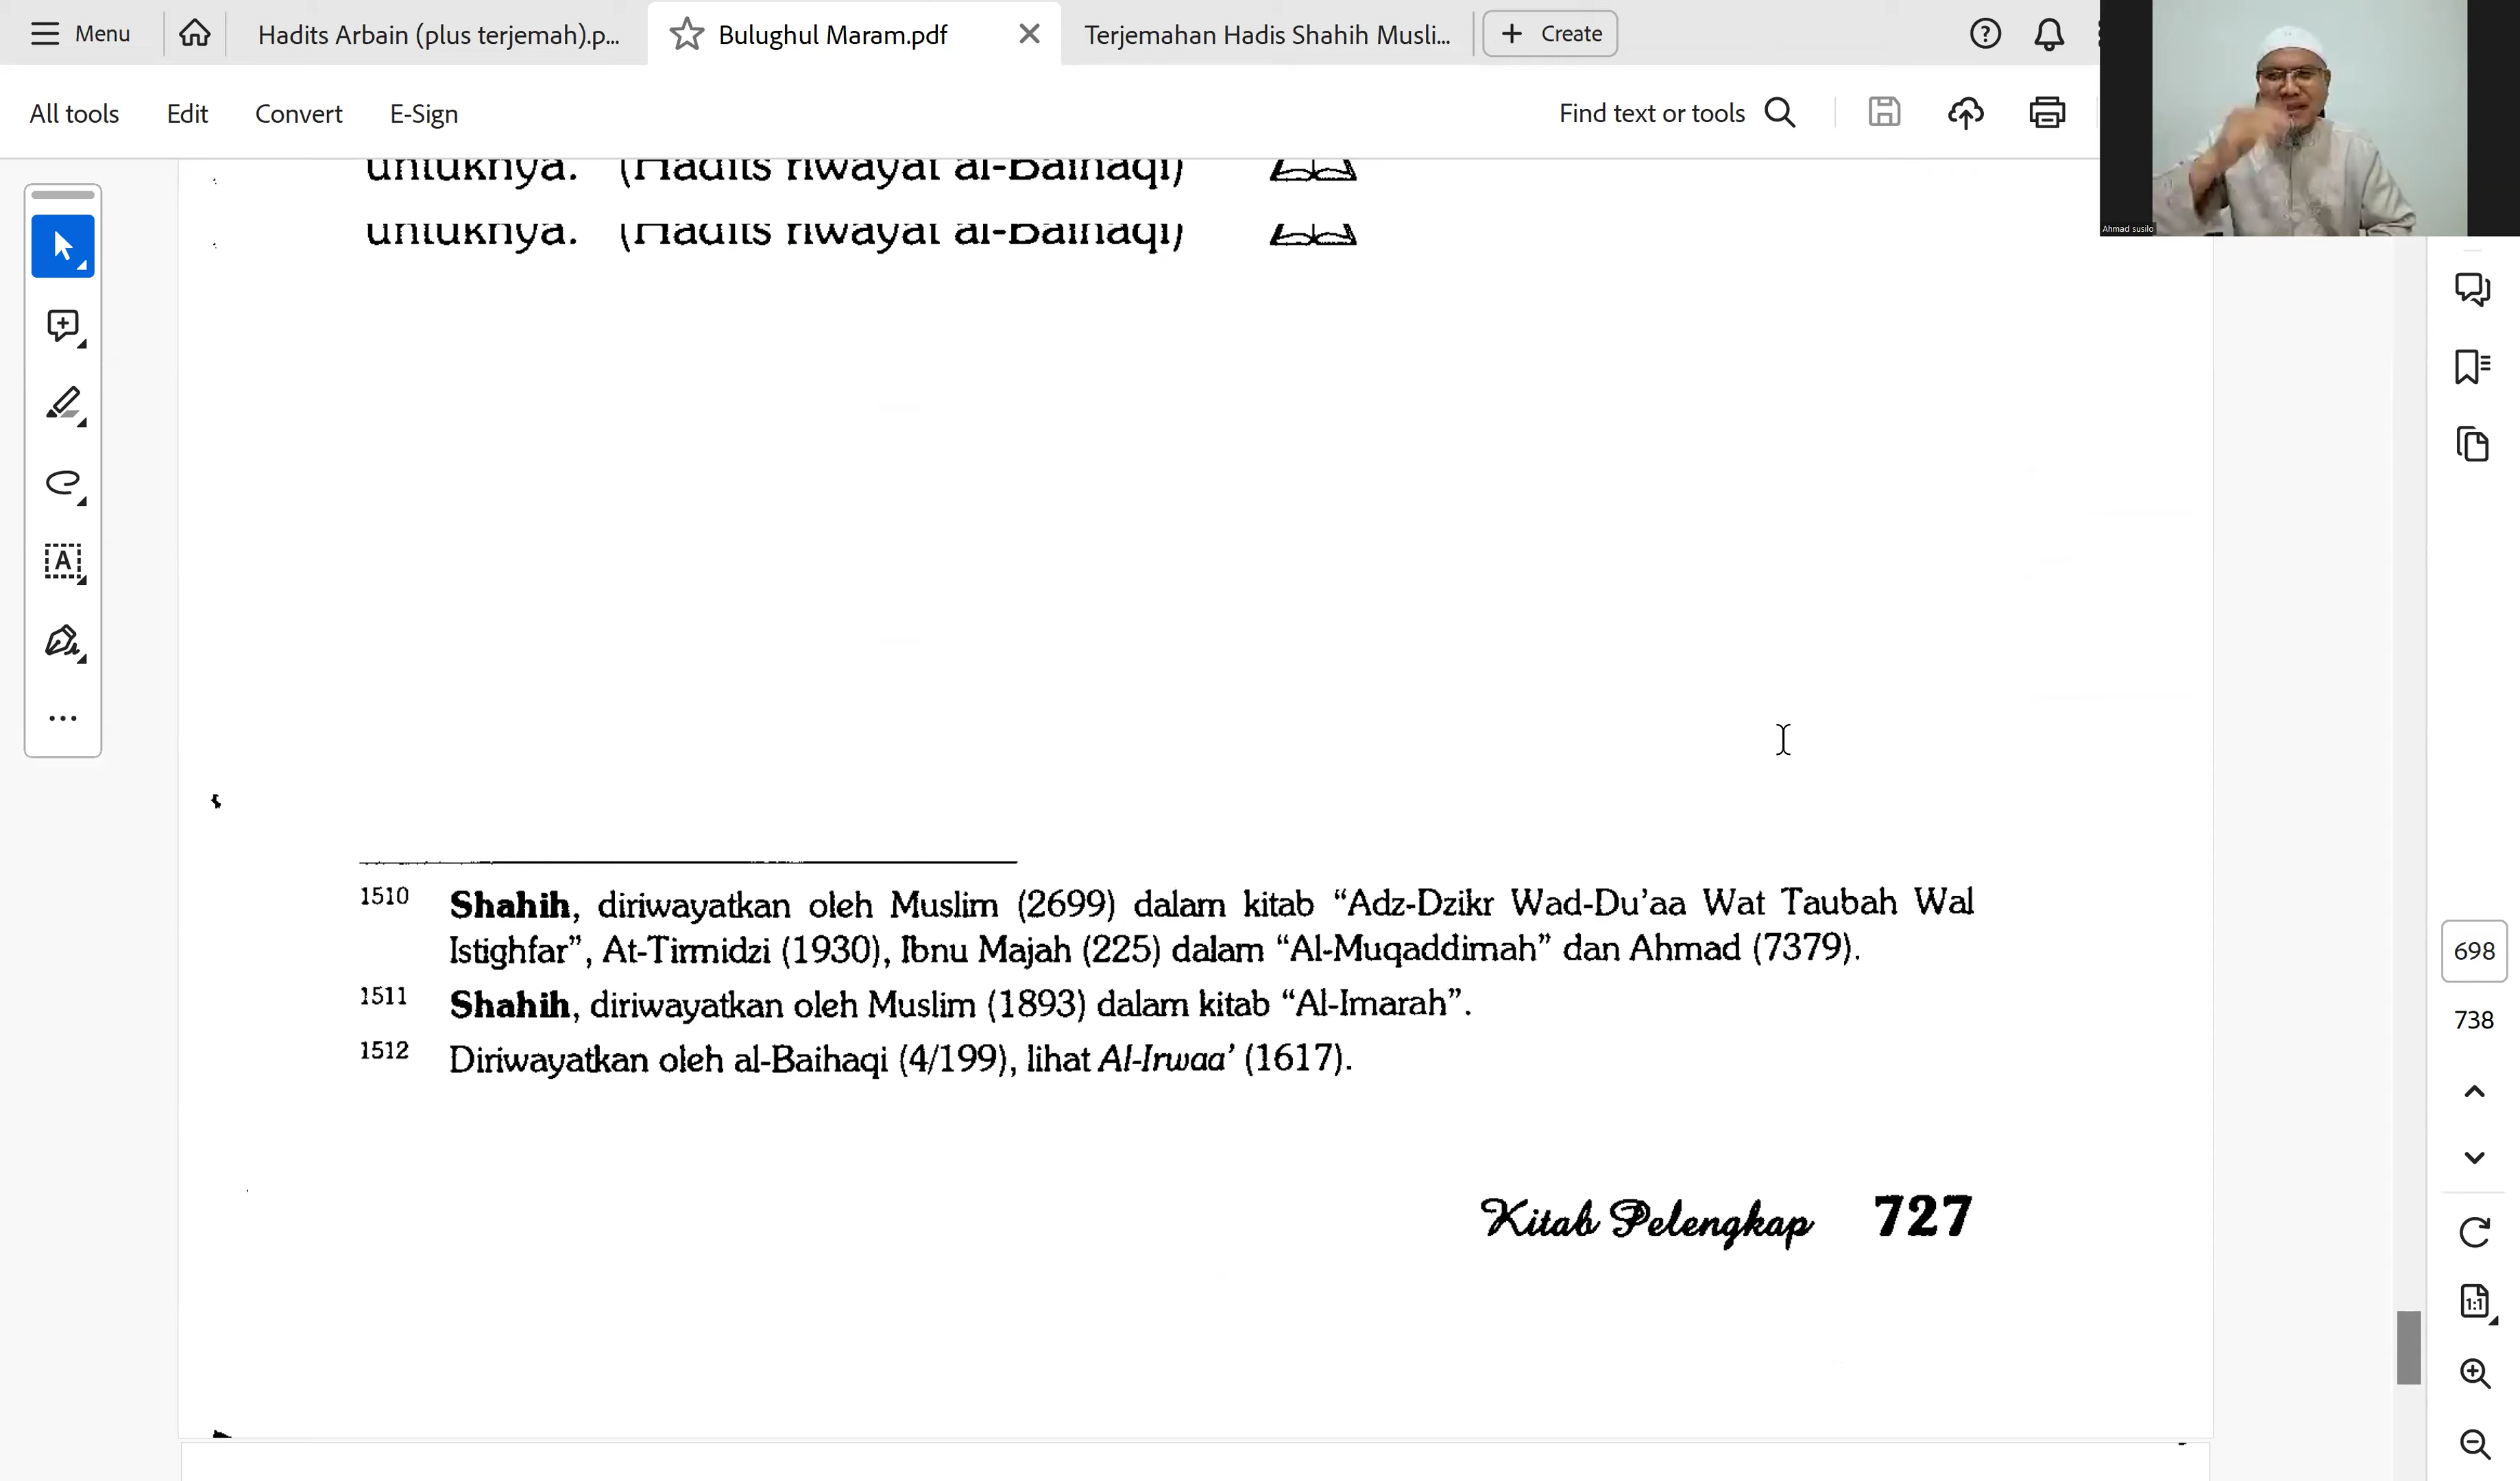 Menu
Hadits Arbain (plus terjemah).p...
Bulughul Maram.pdf
Terjemahan Hadis Shahih Musli...
Create
All tools
Edit
Convert
E-Sign
Find text or tools
Ahmad susilo
untuknya. (Hadits riwayat al-Baihaqi)
untuknya. (Hadits riwayat al-Baihaqi)
A
1510 Shahih, diriwayatkan oleh Muslim (2699) dalam kitab “Adz-Dzikr Wad-Du’aa Wat Taubah Wal
Istighfar”, At-Tirmidzi (1930), Ibnu Majah (225) dalam “Al-Muqaddimah” dan Ahmad (7379).
1511 Shahih, diriwayatkan oleh Muslim (1893) dalam kitab “Al-Imarah”.
1512 Diriwayatkan oleh al-Baihaqi (4/199), lihat Al-Irwaa’ (1617).
Kitab Pelengkap 727
698
738
1:1